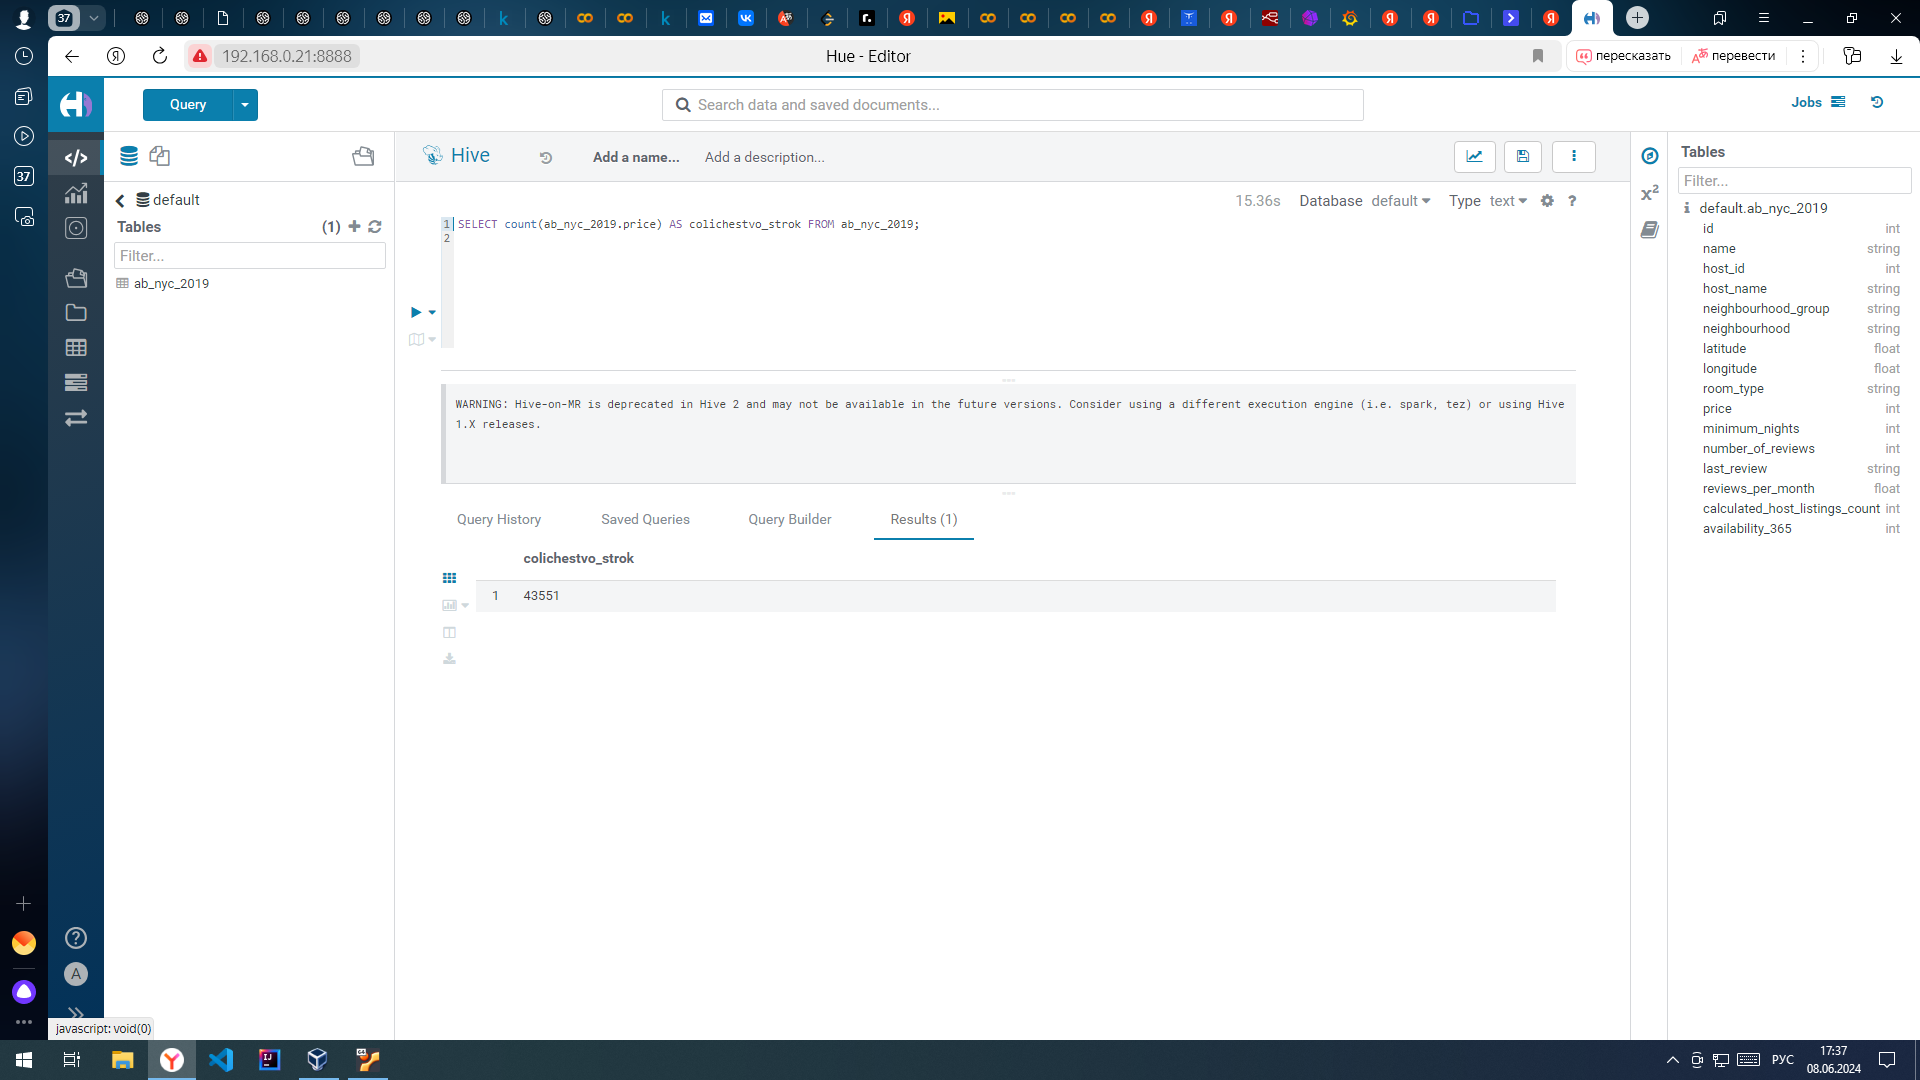 37
192.168.0.21:8888
Hue - Editor
пересказать
перевести
37
Query
Search data and saved documents...
Jobs
default
Tables
(1)
Filter...
ab_nyc_2019
Hive
Add a name...
Add a description...
15.36s
Database
default
Type
text
?
1
SELECT count(ab_nyc_2019.price) AS colichestvo_strok FROM ab_nyc_2019;
2
WARNING: Hive-on-MR is deprecated in Hive 2 and may not be available in the future versions. Consider using a different execution engine (i.e. spark, tez) or using Hive
1.X releases.
Query History
Saved Queries
Query Builder
Results (1)
colichestvo_strok
1
43551
x²
Tables
Filter...
default.ab_nyc_2019
id int
name string
host_id int
host_name string
neighbourhood_group string
neighbourhood string
latitude float
longitude float
room_type string
price int
minimum_nights int
number_of_reviews int
last_review string
reviews_per_month float
calculated_host_listings_count int
availability_365 int
A
javascript: void(0)
РУС
17:37
08.06.2024